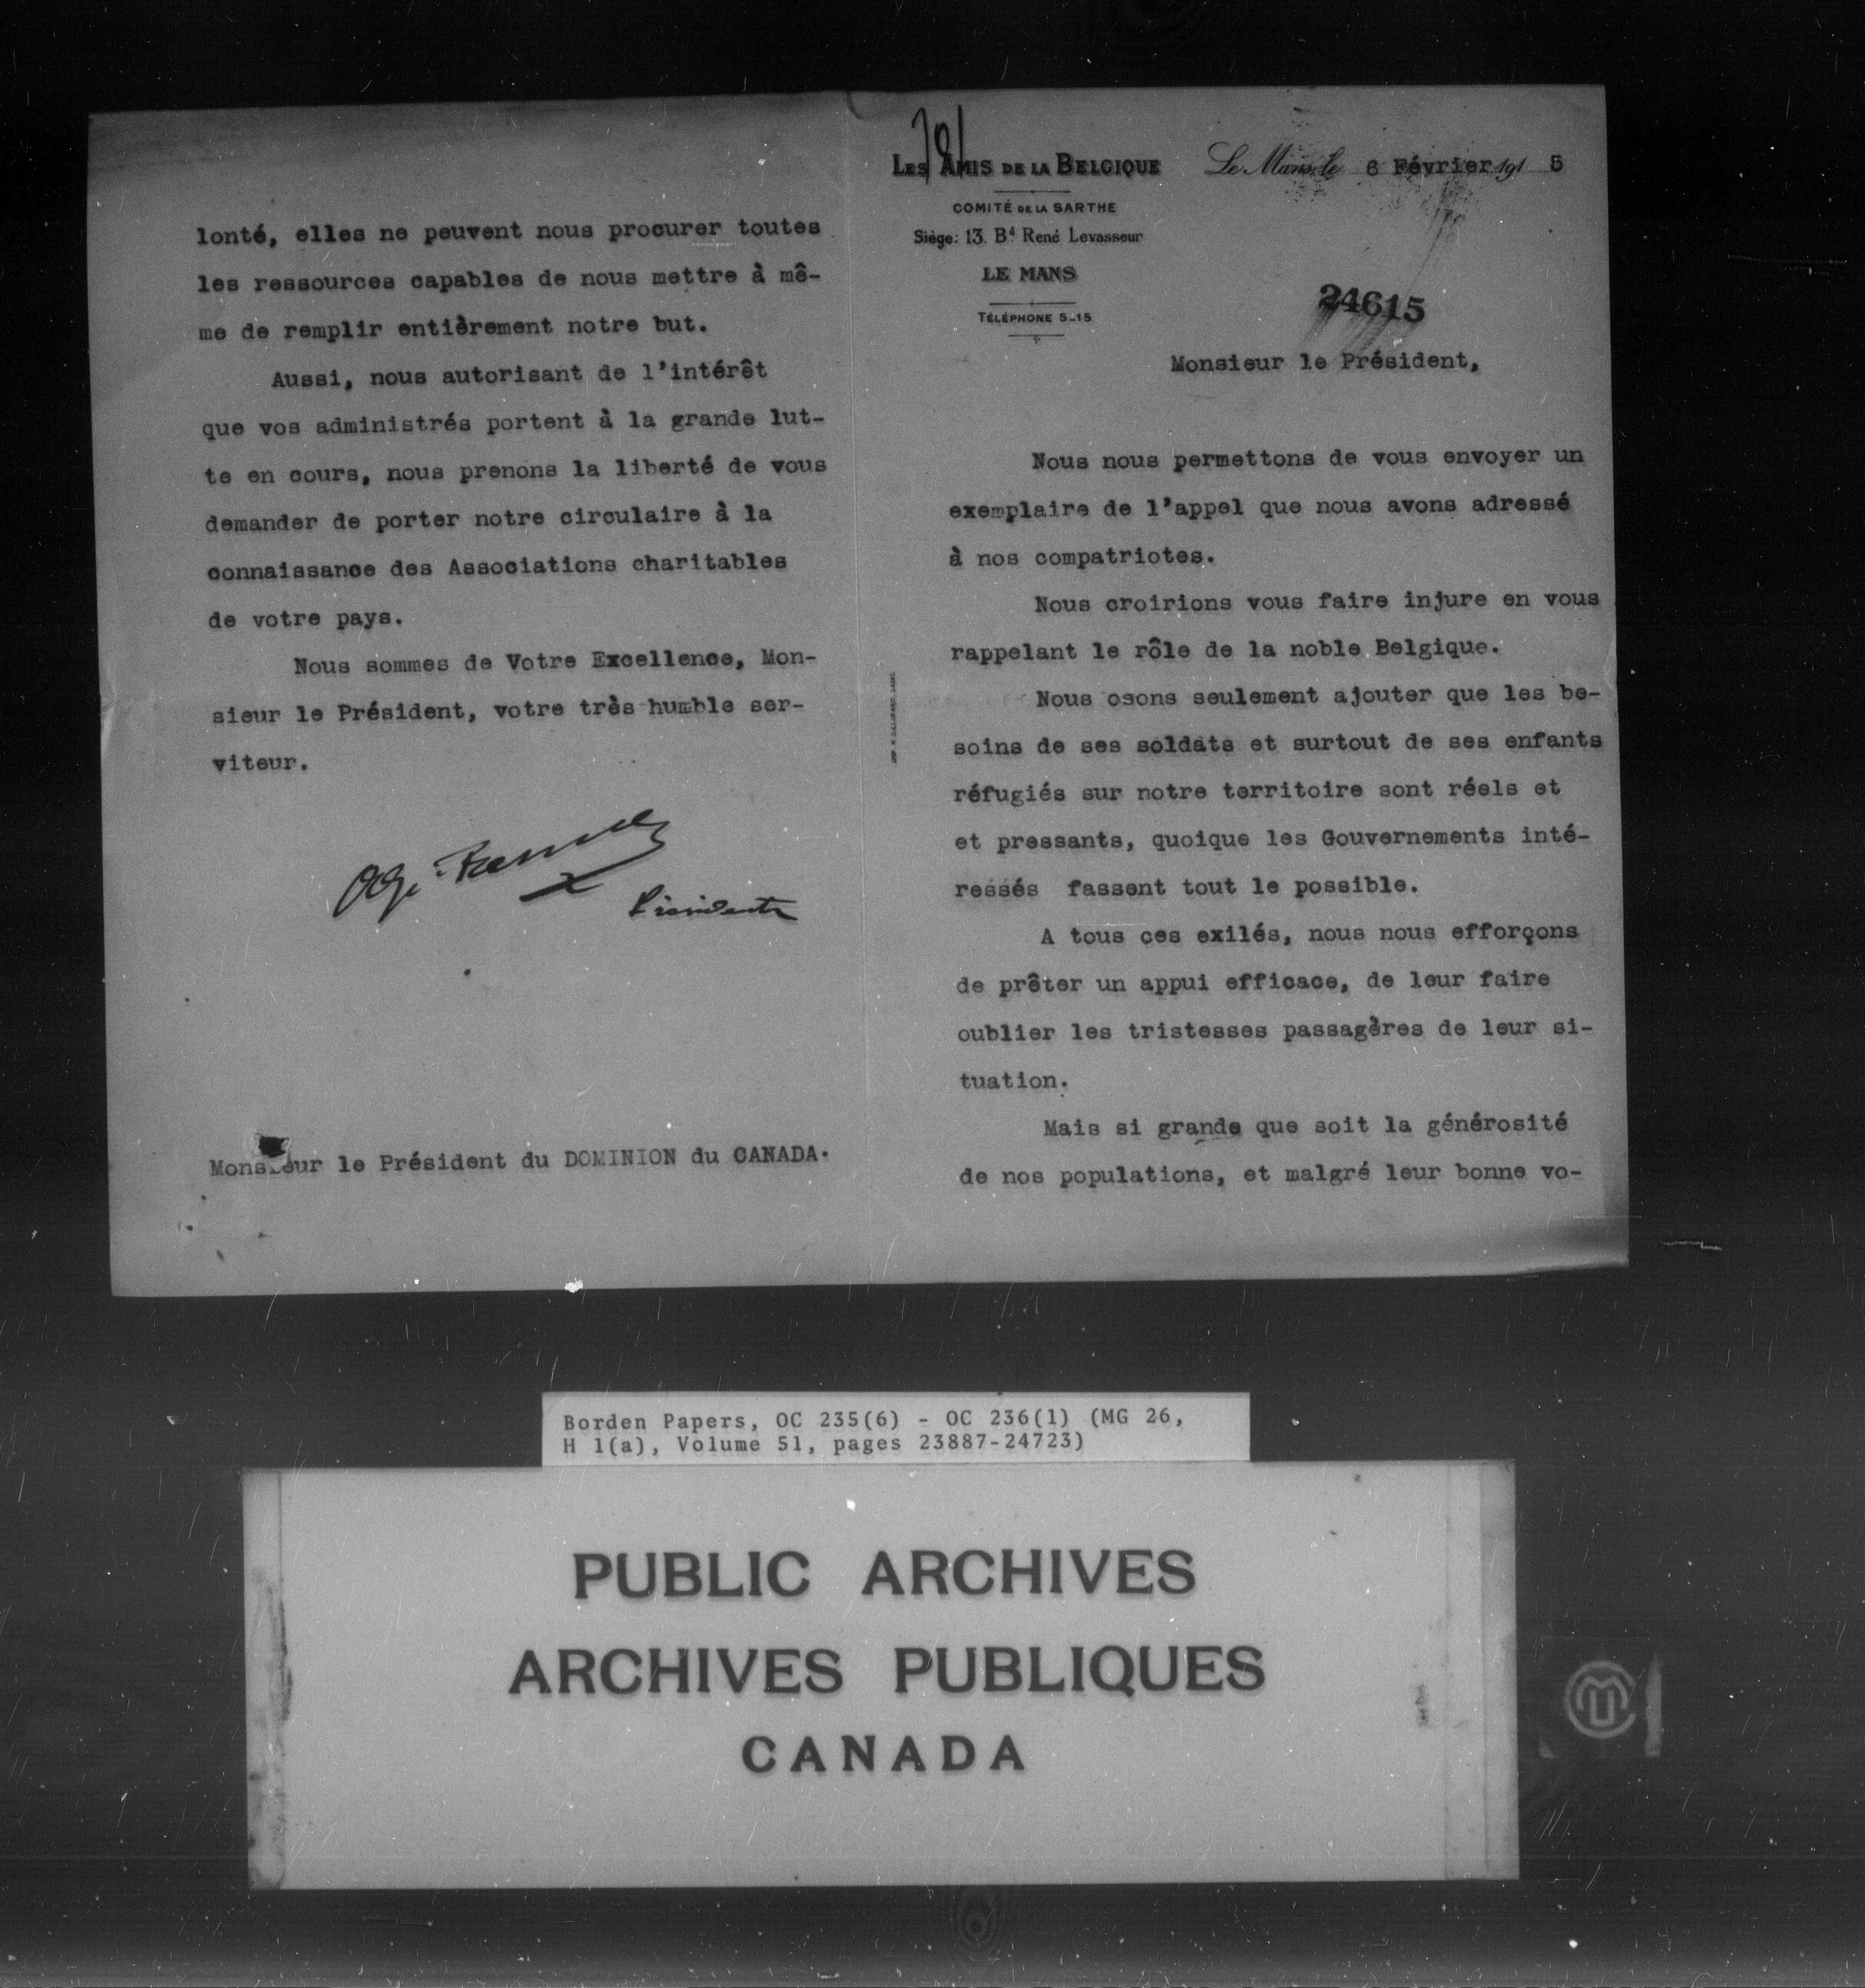 LES AMIS DE LA BELGIQUE
COMITÉ DE LA SARTHE
Siège: 13. Bd René Levasseur
LE MANS
TÉLÉPHONE 5-15
Le Mans, le 6 Février 191 5
24615
Monsieur le Président,
Nous nous permettons de vous envoyer un
exemplaire de l'appel que nous avons adressé
à nos compatriotes.
Nous croirions vous faire injure en vous
rappelant le rôle de la noble Belgique.
Nous osons seulement ajouter que les be-
soins de ses soldats et surtout de ses enfants
réfugiés sur notre territoire sont réels et
et pressants, quoique les Gouvernements inté-
ressés fassent tout le possible.
A tous ces exilés, nous nous efforçons
de prêter un appui efficace, de leur faire
oublier les tristesses passagères de leur si-
tuation.
Mais si grande que soit la générosité
de nos populations, et malgré leur bonne vo-
lonté, elles ne peuvent nous procurer toutes
les ressources capables de nous mettre à mê-
me de remplir entièrement notre but.
Aussi, nous autorisant de l'intérêt
que vos administrés portent à la grande lut-
te en cours, nous prenons la liberté de vous
demander de porter notre circulaire à la
connaissance des Associations charitables
de votre pays.
Nous sommes de Votre Excellence, Mon-
sieur le Président, votre très humble ser-
viteur.
Présidente
Monsieur le Président du DOMINION du CANADA.
Borden Papers, OC 235(6) - OC 236(1) (MG 26,
H 1(a), Volume 51, pages 23887-24723)
PUBLIC ARCHIVES
ARCHIVES PUBLIQUES
CANADA